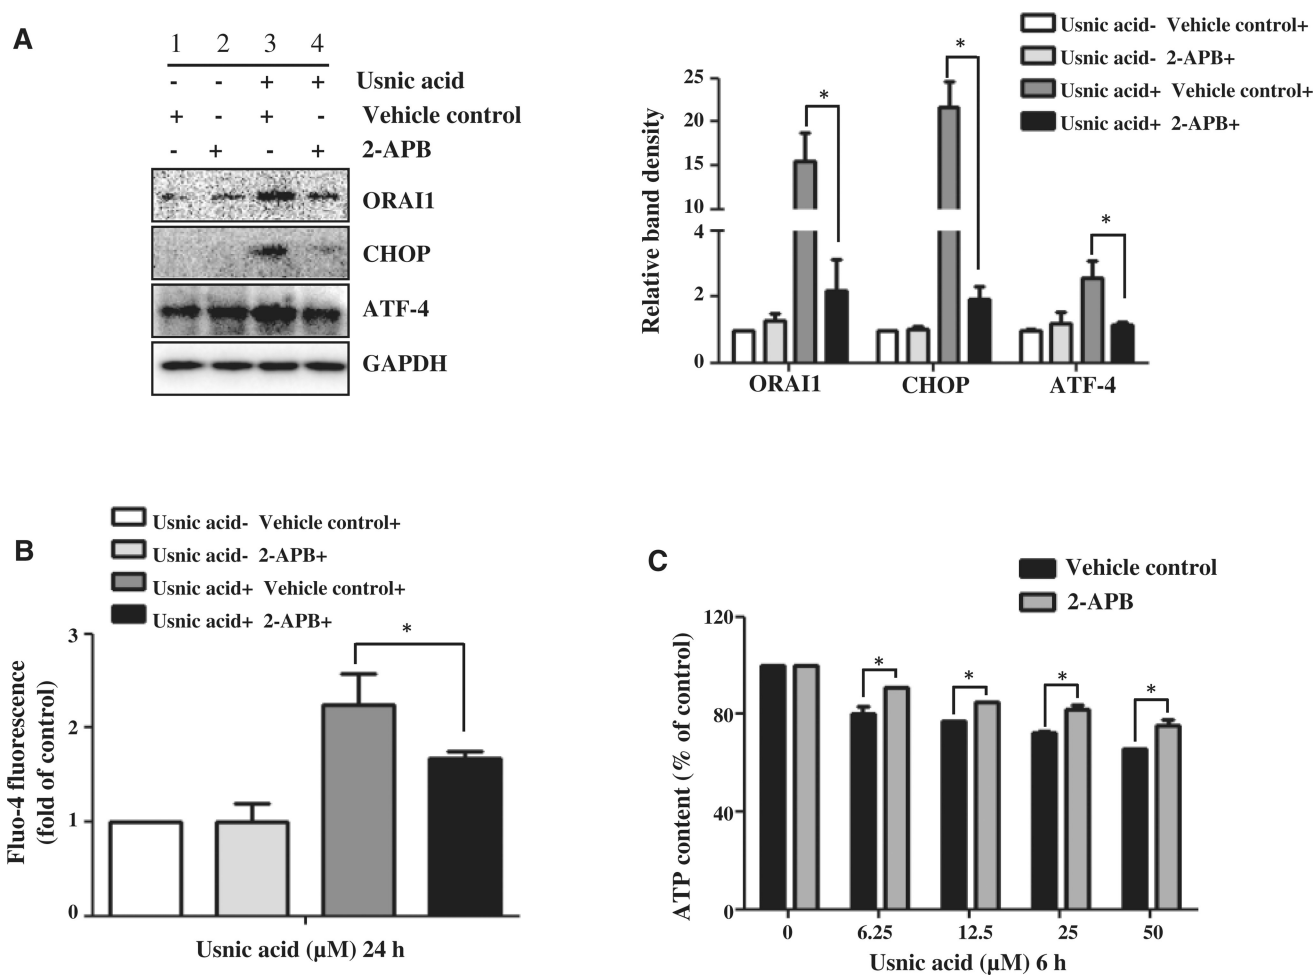 A
1 2 3 4
- - + + Usnic acid
+ - + - Vehicle control
- + - + 2-APB
ORAI1
CHOP
ATF-4
GAPDH
Usnic acid- Vehicle control+
Usnic acid- 2-APB+
Usnic acid+ Vehicle control+
Usnic acid+ 2-APB+
Relative band density
25
20
15
10
4
2
0
*
*
*
ORAI1 CHOP ATF-4
B
Usnic acid- Vehicle control+
Usnic acid- 2-APB+
Usnic acid+ Vehicle control+
Usnic acid+ 2-APB+
Fluo-4 fluorescence
(fold of control)
3
2
1
0
*
Usnic acid (µM) 24 h
C
Vehicle control
2-APB
ATP content (% of control)
120
80
40
0
* * * *
0 6.25 12.5 25 50
Usnic acid (µM) 6 h